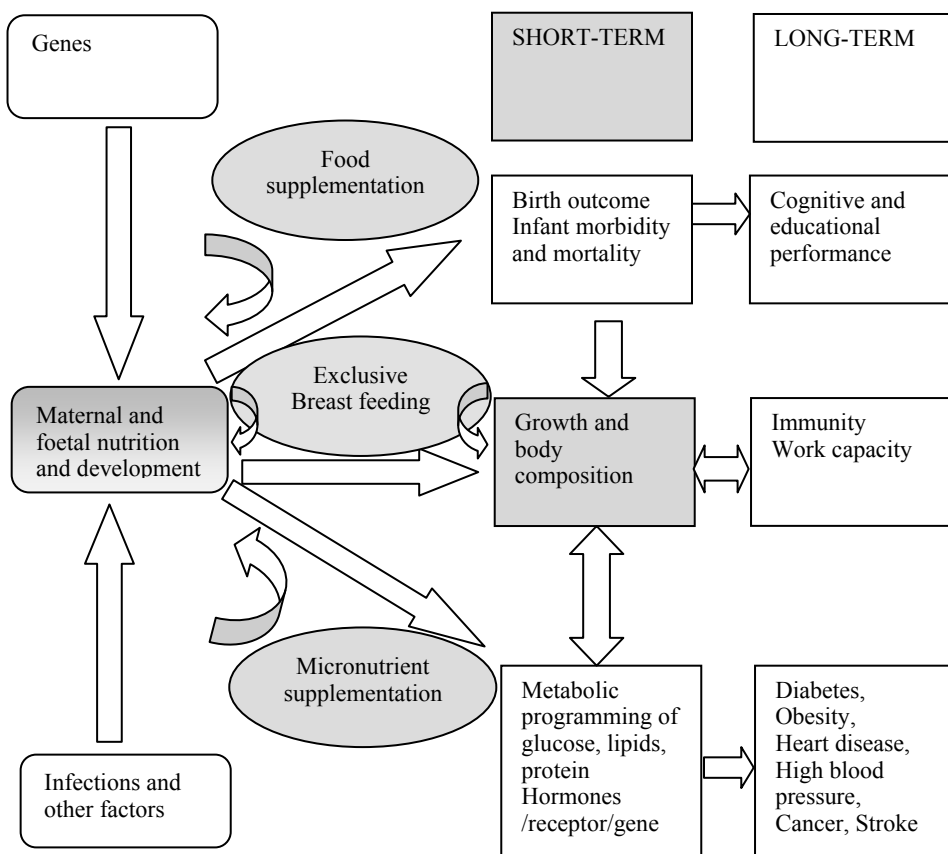 Genes
SHORT-TERM
LONG-TERM
Food
supplementation
Birth outcome
Infant morbidity
and mortality
Cognitive and
educational
performance
Exclusive
Breast feeding
Maternal and
foetal nutrition
and development
Growth and
body
composition
Immunity
Work capacity
Micronutrient
supplementation
Metabolic
programming of
glucose, lipids,
protein
Hormones
/receptor/gene
Diabetes,
Obesity,
Heart disease,
High blood
pressure,
Cancer, Stroke
Infections and
other factors